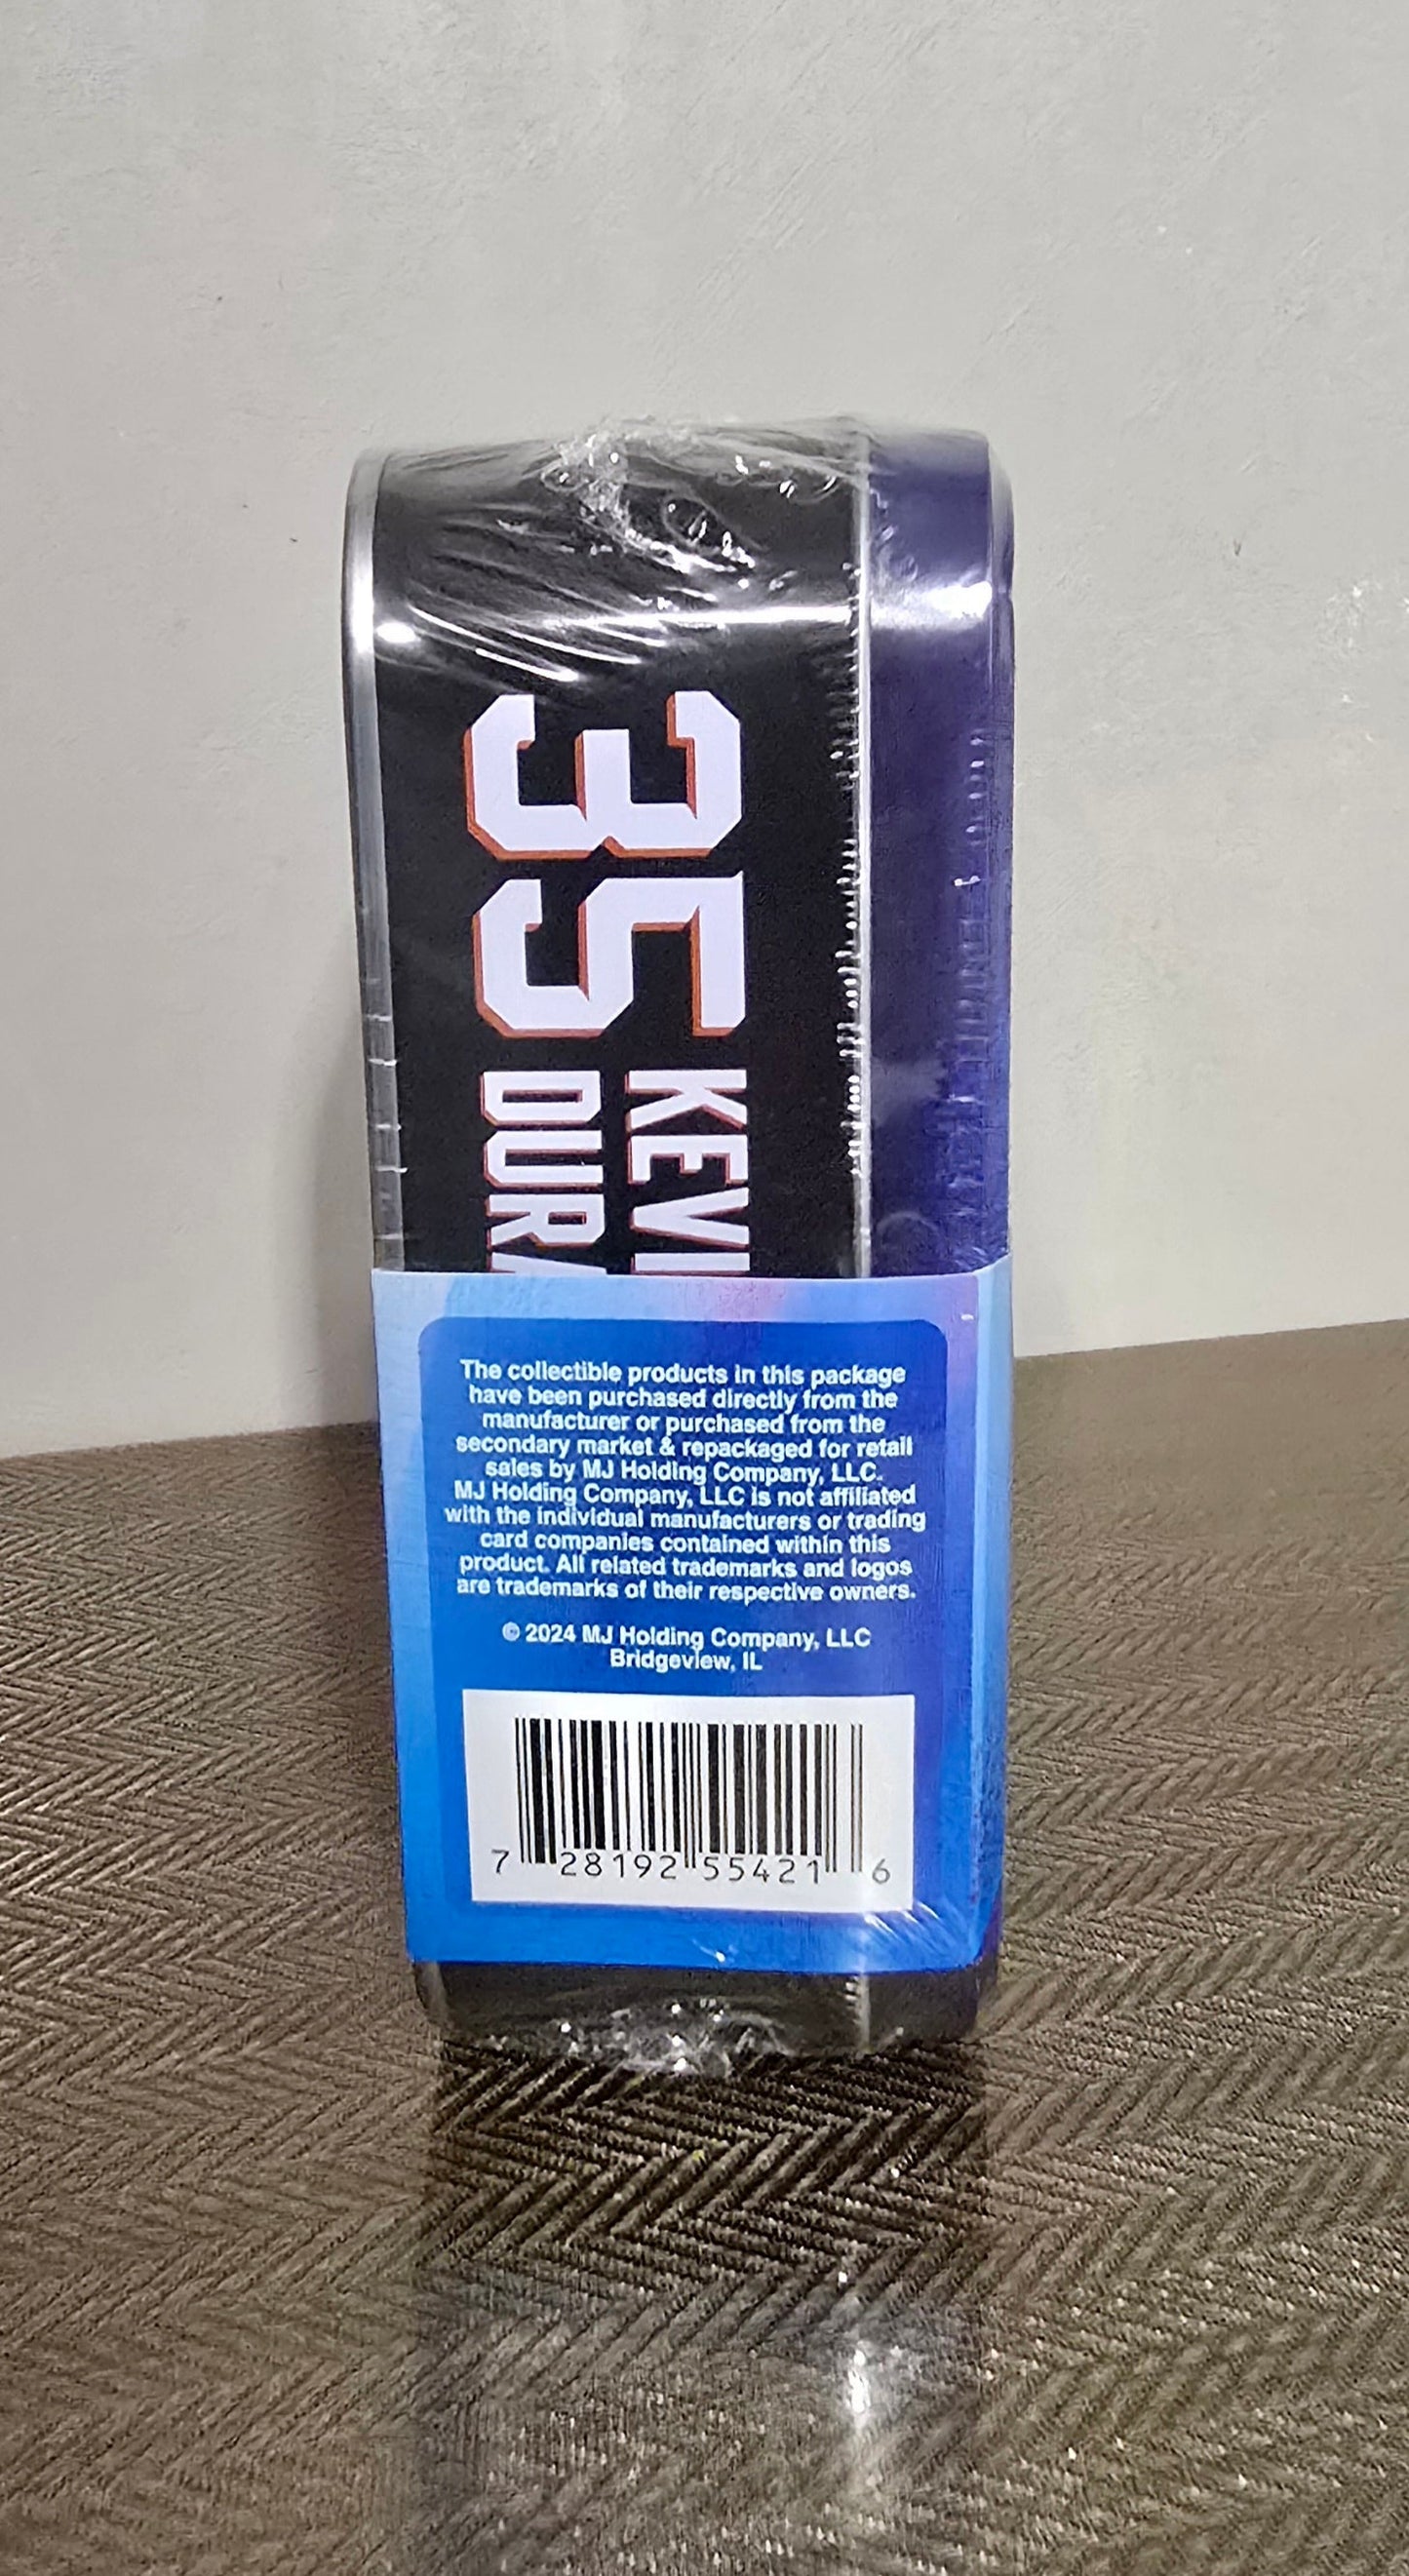 35
KEVI
DURA
The collectible products in this package
have been purchased directly from the
manufacturer or purchased from the
secondary market & repackaged for retail
sales by MJ Holding Company, LLC.
MJ Holding Company, LLC is not affiliated
with the individual manufacturers or trading
card companies contained within this
product. All related trademarks and logos
are trademarks of their respective owners.
© 2024 MJ Holding Company, LLC
Bridgeview, IL
7 28192 55421 6